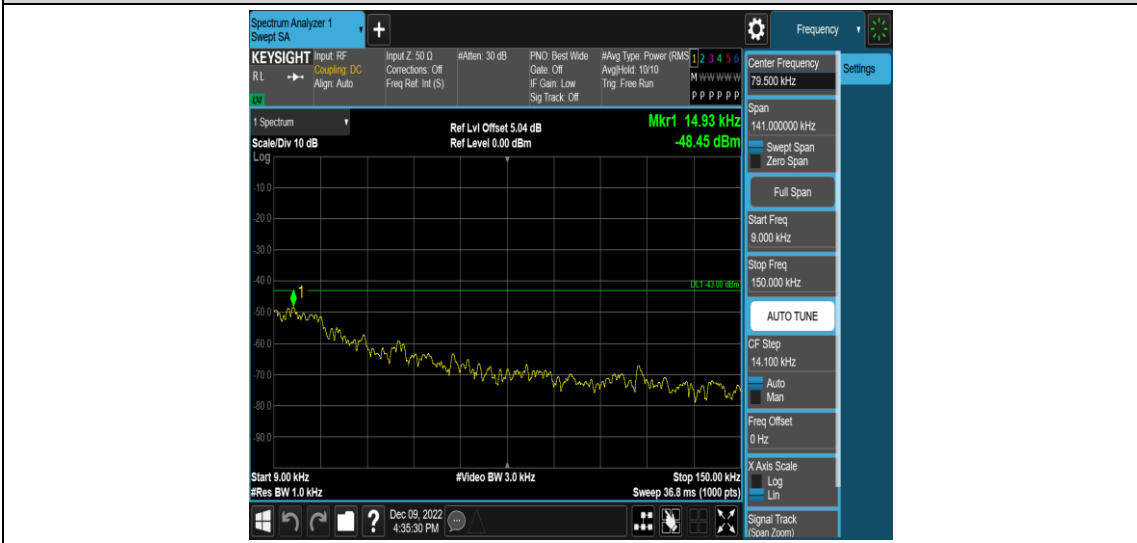 Spectrum Analyzer 1
Swept SA
+
Frequency
KEYSIGHT
Input: RF
Coupling: DC
Align: Auto
RL
LXI
Input Z: 50 Ω
Corrections: Off
Freq Ref: Int (S)
#Atten: 30 dB
PNO: Best Wide
Gate: Off
IF Gain: Low
Sig Track: Off
#Avg Type: Power (RMS
Avg|Hold: 10/10
Trig: Free Run
1 2 3 4 5 6
M W W W W W
P P P P P P
1 Spectrum
Scale/Div 10 dB
Log
Ref Lvl Offset 5.04 dB
Ref Level 0.00 dBm
Mkr1 14.93 kHz
-48.45 dBm
-10.0
-20.0
-30.0
-40.0
DL1 -43.00 dBm
1
-50.0
-60.0
-70.0
-80.0
-90.0
Start 9.00 kHz
#Video BW 3.0 kHz
Stop 150.00 kHz
#Res BW 1.0 kHz
Sweep 36.8 ms (1000 pts)
?
Dec 09, 2022
4:35:30 PM
Center Frequency
79.500 kHz
Settings
Span
141.000000 kHz
Swept Span
Zero Span
Full Span
Start Freq
9.000 kHz
Stop Freq
150.000 kHz
AUTO TUNE
CF Step
14.100 kHz
Auto
Man
Freq Offset
0 Hz
X Axis Scale
Log
Lin
Signal Track
(Span Zoom)